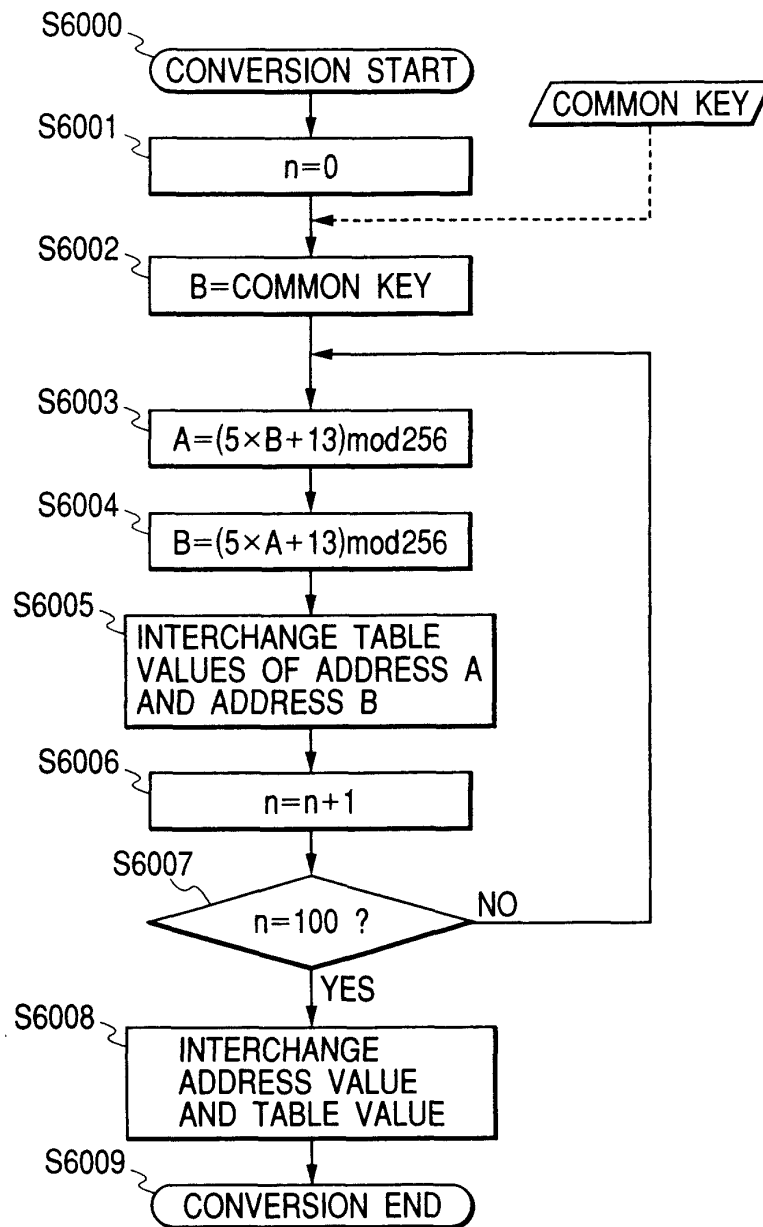 S6000
CONVERSION START
COMMON KEY
S6001
n=0
S6002
B=COMMON KEY
S6003
A=(5×B+13)mod256
S6004
B=(5×A+13)mod256
S6005
INTERCHANGE TABLE
VALUES OF ADDRESS A
AND ADDRESS B
S6006
n=n+1
S6007
n=100 ?
NO
YES
S6008
INTERCHANGE
ADDRESS VALUE
AND TABLE VALUE
S6009
CONVERSION END